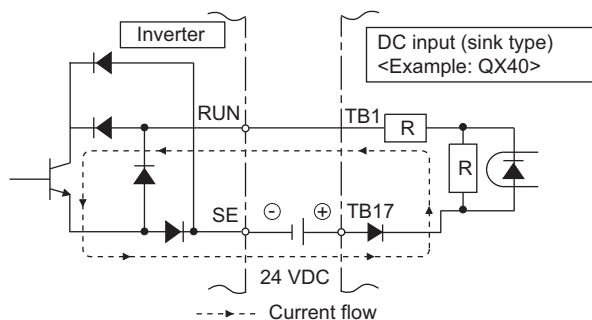 Inverter
DC input (sink type)
<Example: QX40>
RUN
TB1
R
R
SE
TB17
24 VDC
Current flow